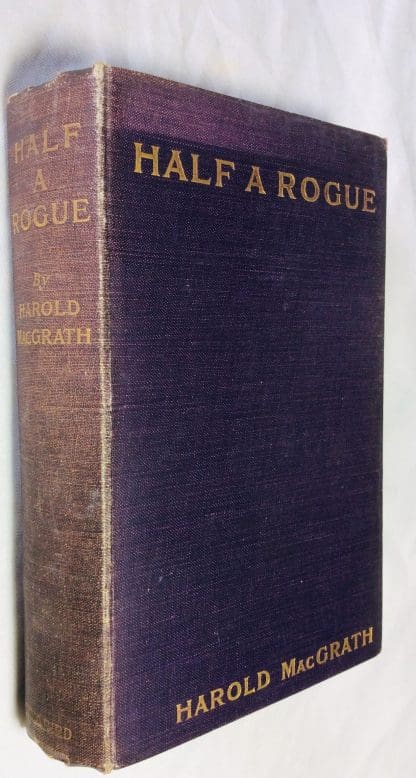 HALF
A
ROGUE
By
HAROLD
MACGRATH
HALF A ROGUE
HAROLD MACGRATH